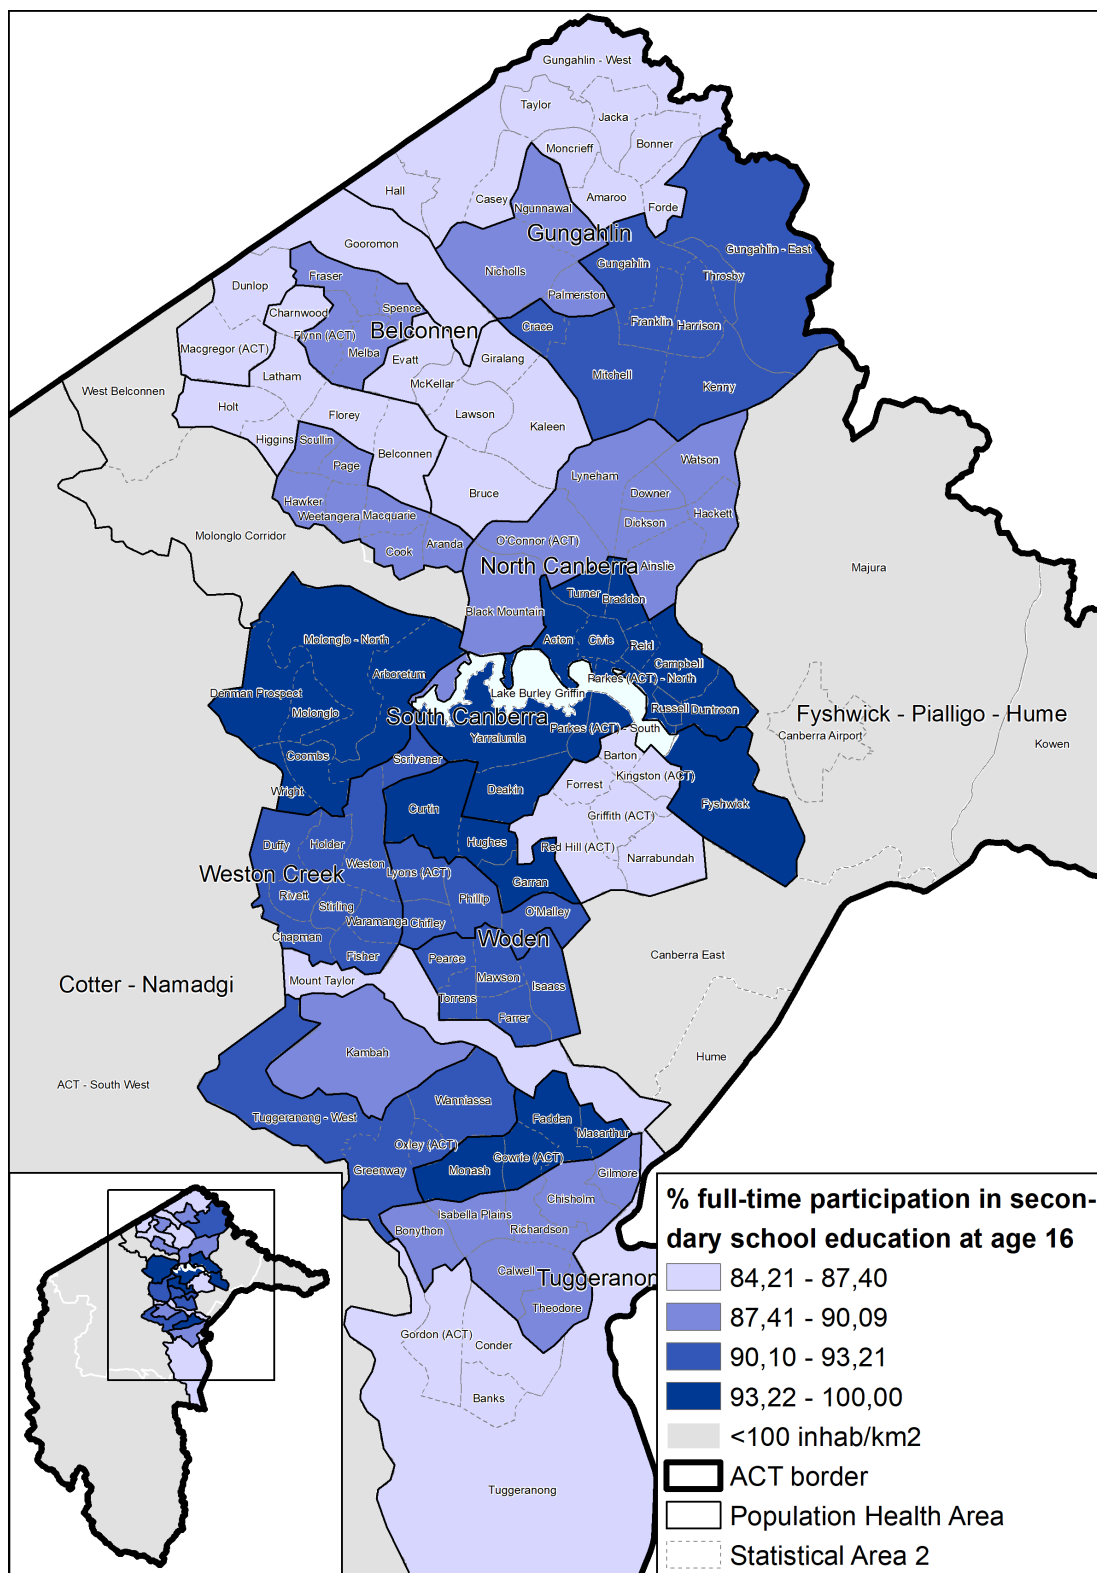 Gungahlin - West
Taylor
Jacka
Bonner
Moncrieff
Hall
Casey
Ngunnawal
Amaroo
Forde
Gungahlin
Gooromon
Gungahlin
Gungahlin - East
Nicholls
Throsby
Dunlop
Fraser
Palmerston
Spence
Charnwood
Belconnen
Crace
Franklin
Harrison
Flynn (ACT)
Macgregor (ACT)
Melba
Evatt
Giralang
Latham
McKellar
Mitchell
Kenny
West Belconnen
Holt
Florey
Lawson
Kaleen
Higgins
Scullin
Belconnen
Watson
Page
Lyneham
Bruce
Downer
Hawker
Weetangera
Macquarie
Hackett
Dickson
Molonglo Corridor
Cook
Aranda
O'Connor (ACT)
North Canberra
Ainslie
Majura
Turner
Braddon
Black Mountain
Molonglo - North
Acton
Civic
Reid
Campbell
Arboretum
Parkes (ACT) - North
Denman Prospect
Lake Burley Griffin
Molonglo
South Canberra
Russell
Duntroon
Fyshwick - Pialligo - Hume
Parkes (ACT) - South
Yarralumla
Canberra Airport
Kowen
Coombs
Scrivener
Barton
Kingston (ACT)
Wright
Deakin
Forrest
Curtin
Fyshwick
Griffith (ACT)
Duffy
Holder
Hughes
Red Hill (ACT)
Weston
Narrabundah
Weston Creek
Lyons (ACT)
Garran
Rivett
Stirling
Phillip
Waramanga
Chifley
O'Malley
Chapman
Woden
Fisher
Pearce
Canberra East
Mount Taylor
Mawson
Isaacs
Cotter - Namadgi
Torrens
Farrer
Kambah
Hume
ACT - South West
Wanniassa
Tuggeranong - West
Fadden
Macarthur
Oxley (ACT)
Gowrie (ACT)
Greenway
Monash
Gilmore
Chisholm
Isabella Plains
Bonython
Richardson
Calwell
Tuggeranon
Theodore
Gordon (ACT)
Conder
Banks
Tuggeranong
% full-time participation in secon-
dary school education at age 16
84,21 - 87,40
87,41 - 90,09
90,10 - 93,21
93,22 - 100,00
<100 inhab/km2
ACT border
Population Health Area
Statistical Area 2